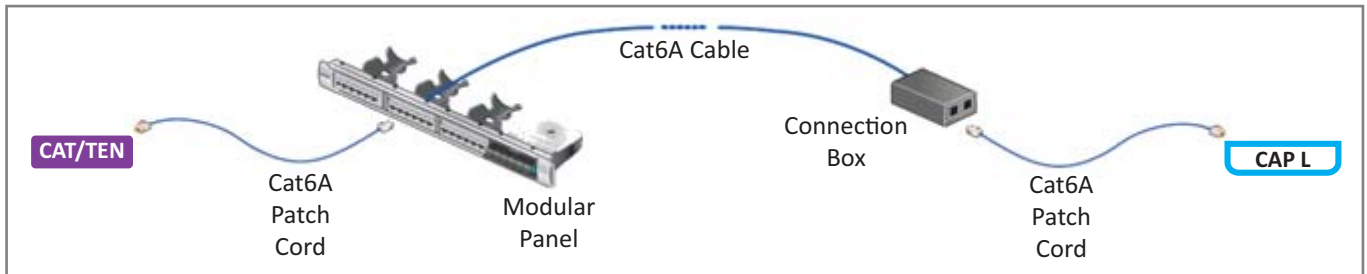 Cat6A Cable
CAT/TEN
Cat6A
Patch
Cord
Modular
Panel
Connection
Box
Cat6A
Patch
Cord
CAP L